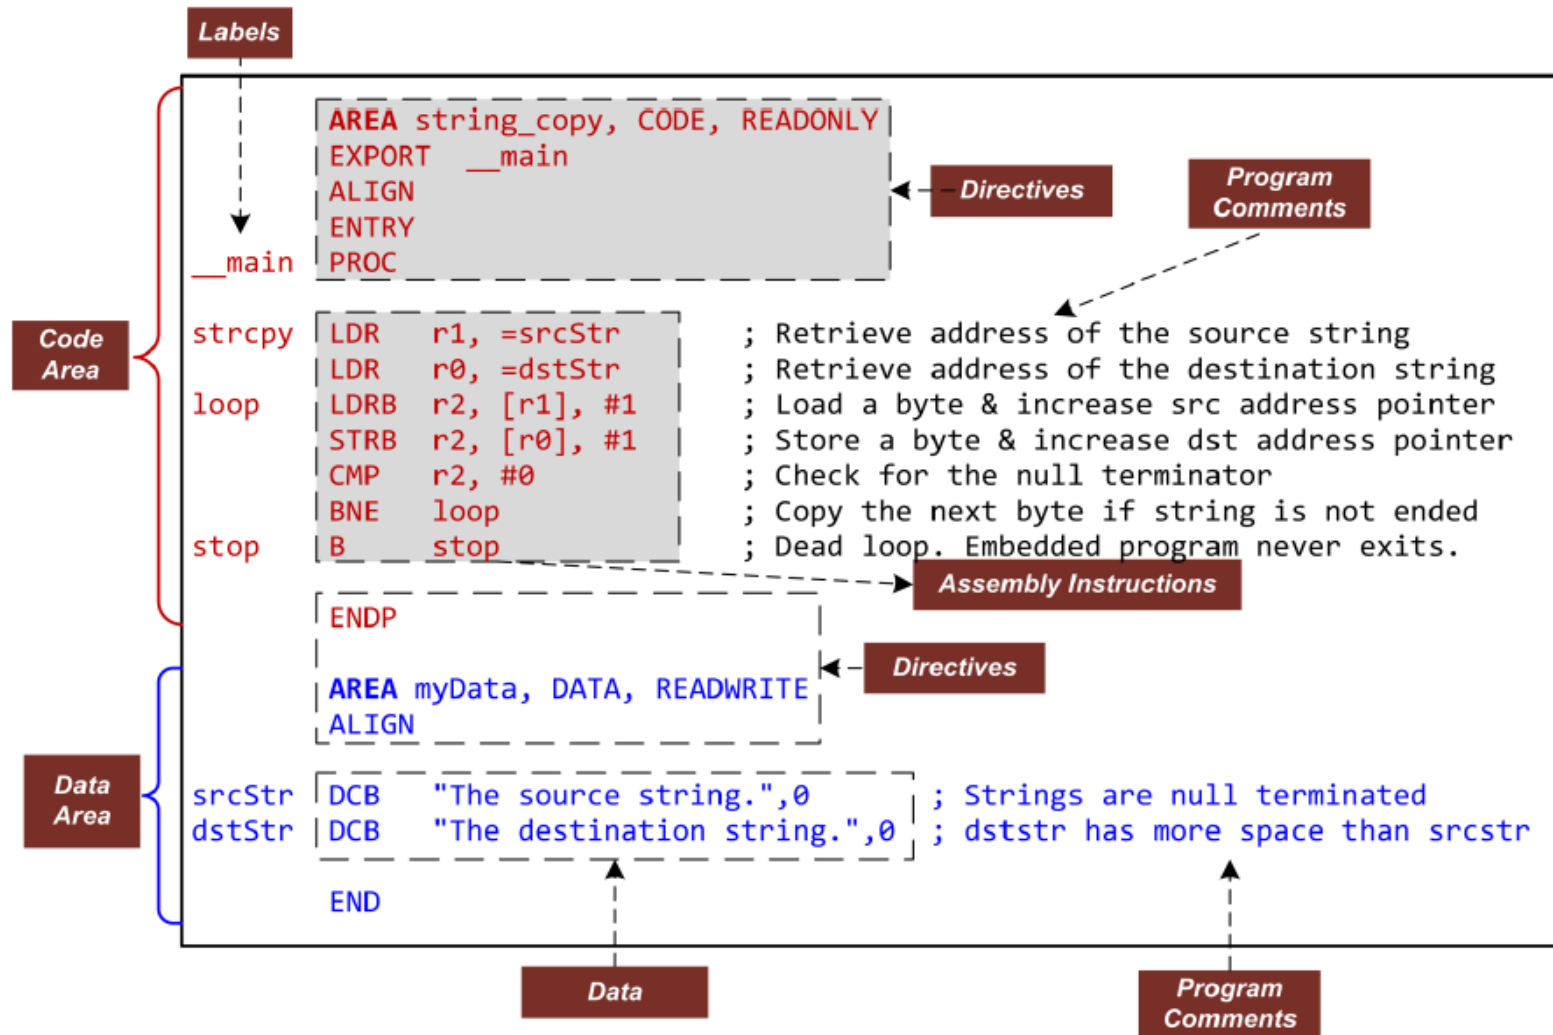 Labels
AREA string_copy, CODE, READONLY
EXPORT __main
ALIGN
ENTRY
__main PROC
Directives
Program
Comments
Code
Area
strcpy LDR r1, =srcStr ; Retrieve address of the source string
LDR r0, =dstStr ; Retrieve address of the destination string
loop LDRB r2, [r1], #1 ; Load a byte & increase src address pointer
STRB r2, [r0], #1 ; Store a byte & increase dst address pointer
CMP r2, #0 ; Check for the null terminator
BNE loop ; Copy the next byte if string is not ended
stop B stop ; Dead loop. Embedded program never exits.
Assembly Instructions
ENDP
Directives
AREA myData, DATA, READWRITE
ALIGN
Data
Area
srcStr DCB "The source string.",0 ; Strings are null terminated
dstStr DCB "The destination string.",0 ; dststr has more space than srcstr
END
Data
Program
Comments